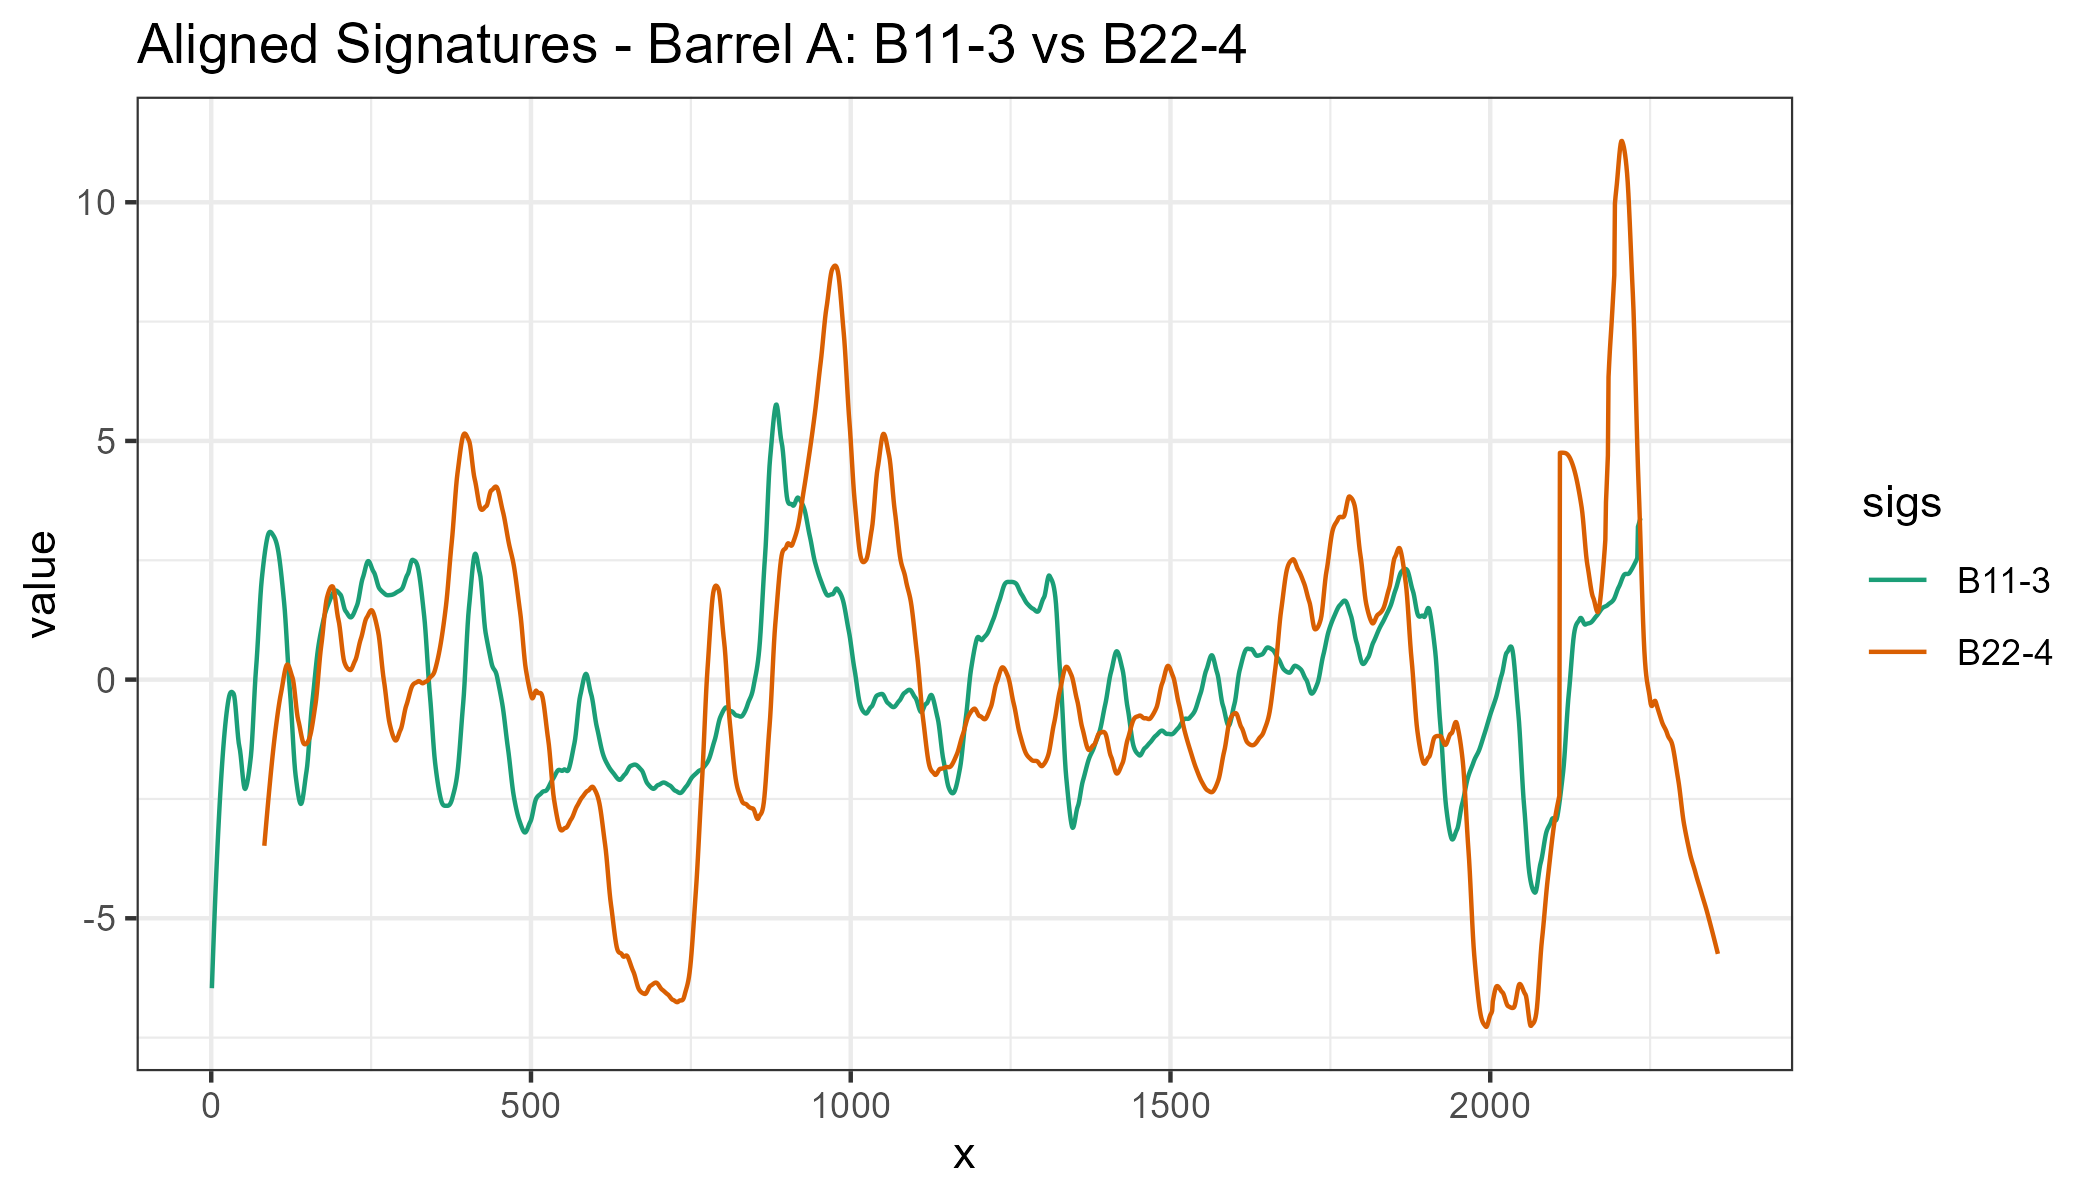 Aligned Signatures - Barrel A: B11-3 vs B22-4
10
5
0
-5
value
0 500 1000 1500 2000
x
sigs
B11-3
B22-4